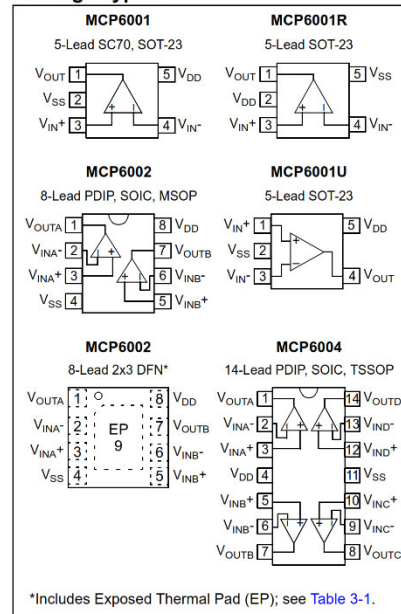 MCP6001
5-Lead SC70, SOT-23
VOUT 1
VSS 2
VIN+ 3
5 VDD
4 VIN-
MCP6001R
5-Lead SOT-23
VOUT 1
VDD 2
VIN+ 3
5 VSS
4 VIN-
MCP6002
8-Lead PDIP, SOIC, MSOP
VOUTA 1
VINA- 2
VINA+ 3
VSS 4
8 VDD
7 VOUTB
6 VINB-
5 VINB+
MCP6001U
5-Lead SOT-23
VIN+ 1
VSS 2
VIN- 3
5 VDD
4 VOUT
MCP6002
8-Lead 2x3 DFN*
VOUTA 1
VINA- 2
VINA+ 3
VSS 4
EP
9
8 VDD
7 VOUTB
6 VINB-
5 VINB+
MCP6004
14-Lead PDIP, SOIC, TSSOP
VOUTA 1
VINA- 2
VINA+ 3
VDD 4
VINB+ 5
VINB- 6
VOUTB 7
14 VOUTD
13 VIND-
12 VIND+
11 VSS
10 VINC+
9 VINC-
8 VOUTC
*Includes Exposed Thermal Pad (EP); see Table 3-1.